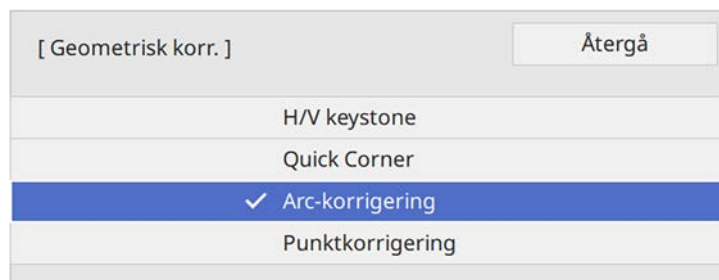 [ Geometrisk korr. ]
Återgå
H/V keystone
Quick Corner
Arc-korrigering
Punktkorrigering